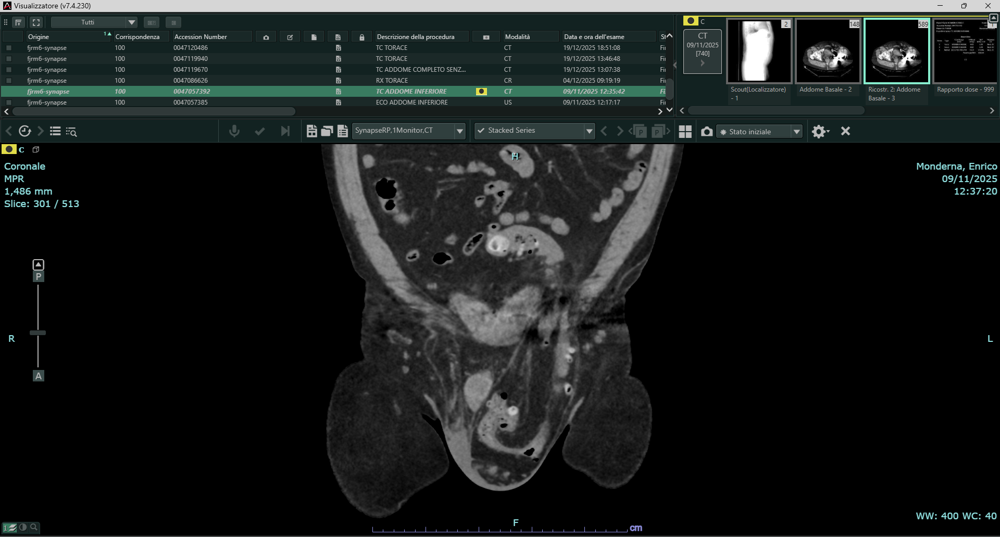 Visualizzatore (v7.4.230)
Tutti
Origine 1 Corrispondenza Accession Number Descrizione della procedura Modalità Data e ora dell'esame
fjrm6-synapse 100 0047120486 TC TORACE CT 19/12/2025 18:51:08
fjrm6-synapse 100 0047119940 TC TORACE CT 19/12/2025 13:46:48
fjrm6-synapse 100 0047119670 TC ADDOME COMPLETO SENZ... CT 19/12/2025 13:07:38
fjrm6-synapse 100 0047086626 RX TORACE CR 04/12/2025 09:19:19
fjrm6-synapse 100 0047057392 TC ADDOME INFERIORE CT 09/11/2025 12:35:42
fjrm6-synapse 100 0047057385 ECO ADDOME INFERIORE US 09/11/2025 12:17:17
C
CT
09/11/2025
[740]
2
148
589
Scout(Localizzatore)
- 1
Addome Basale - 2
Ricostr. 2: Addome
Basale - 3
Rapporto dose - 999
SynapseRP,1Monitor,CT
Stacked Series
P
P
Stato iniziale
C
Coronale
MPR
1,486 mm
Slice: 301 / 513
H
Monderna, Enrico
09/11/2025
12:37:20
P
A
R
L
F
cm
WW: 400 WC: 40
1